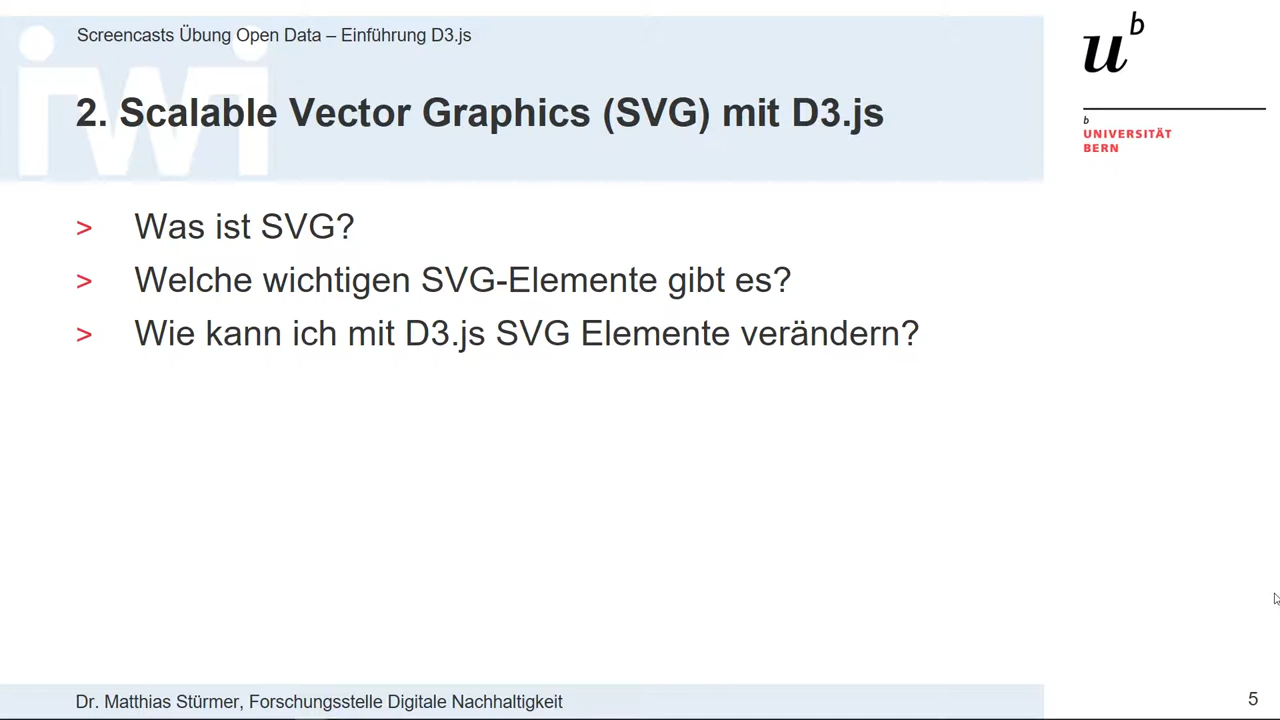 Screencasts Übung Open Data – Einführung D3.js
2. Scalable Vector Graphics (SVG) mit D3.js
iwi
u b
b
UNIVERSITÄT
BERN
> Was ist SVG?
> Welche wichtigen SVG-Elemente gibt es?
> Wie kann ich mit D3.js SVG Elemente verändern?
Dr. Matthias Stürmer, Forschungsstelle Digitale Nachhaltigkeit
5